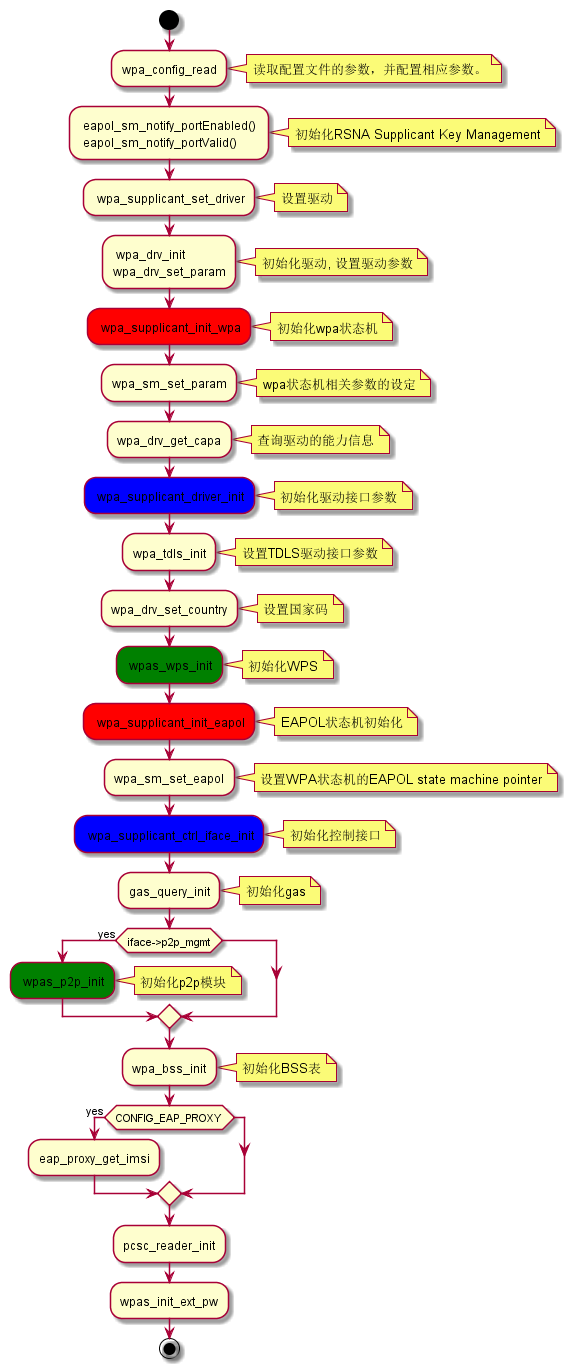 wpa_config_read
读取配置文件的参数，并配置相应参数。
eapol_sm_notify_portEnabled()
eapol_sm_notify_portValid()
初始化RSNA Supplicant Key Management
wpa_supplicant_set_driver
设置驱动
wpa_drv_init
wpa_drv_set_param
初始化驱动, 设置驱动参数
wpa_supplicant_init_wpa
初始化wpa状态机
wpa_sm_set_param
wpa状态机相关参数的设定
wpa_drv_get_capa
查询驱动的能力信息
wpa_supplicant_driver_init
初始化驱动接口参数
wpa_tdls_init
设置TDLS驱动接口参数
wpa_drv_set_country
设置国家码
wpas_wps_init
初始化WPS
wpa_supplicant_init_eapol
EAPOL状态机初始化
wpa_sm_set_eapol
设置WPA状态机的EAPOL state machine pointer
wpa_supplicant_ctrl_iface_init
初始化控制接口
gas_query_init
初始化gas
yes
iface->p2p_mgmt
wpas_p2p_init
初始化p2p模块
wpa_bss_init
初始化BSS表
yes
CONFIG_EAP_PROXY
eap_proxy_get_imsi
pcsc_reader_init
wpas_init_ext_pw